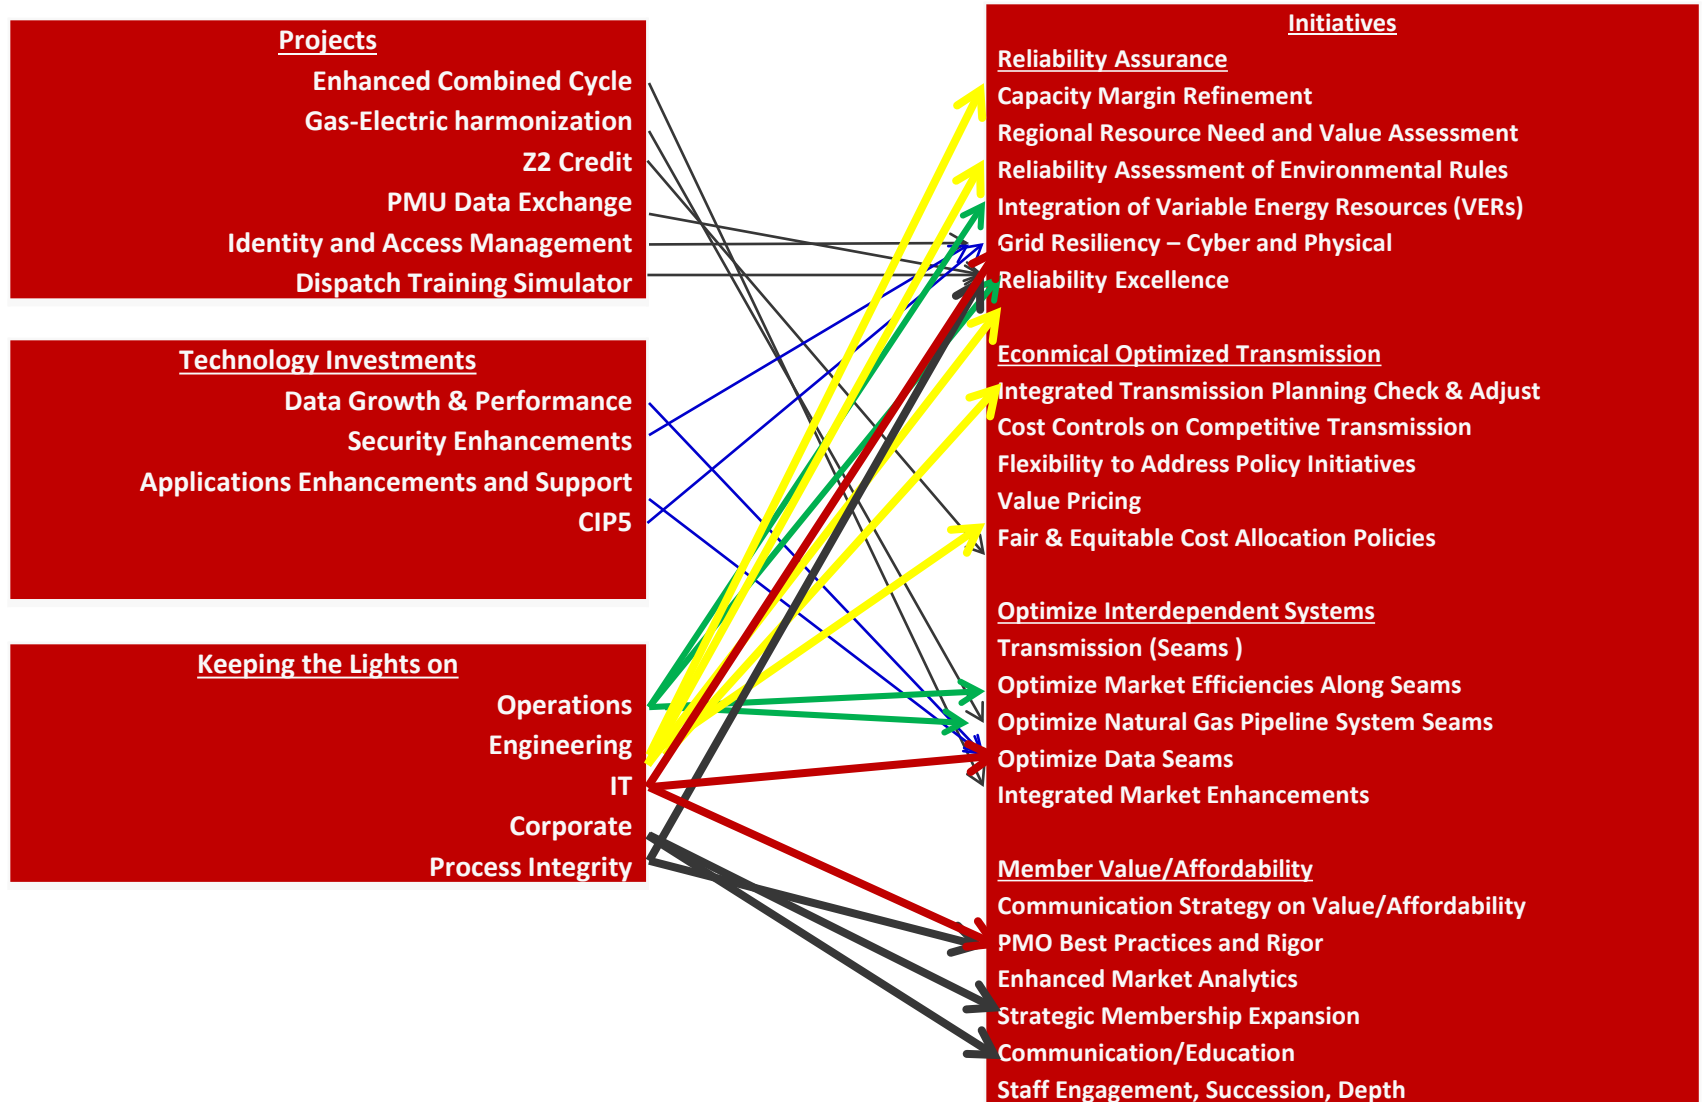 Projects
Enhanced Combined Cycle
Gas-Electric harmonization
Z2 Credit
PMU Data Exchange
Identity and Access Management
Dispatch Training Simulator
Technology Investments
Data Growth & Performance
Security Enhancements
Applications Enhancements and Support
CIP5
Keeping the Lights on
Operations
Engineering
IT
Corporate
Process Integrity
Initiatives
Reliability Assurance
Capacity Margin Refinement
Regional Resource Need and Value Assessment
Reliability Assessment of Environmental Rules
Integration of Variable Energy Resources (VERs)
Grid Resiliency – Cyber and Physical
Reliability Excellence
Econmical Optimized Transmission
Integrated Transmission Planning Check & Adjust
Cost Controls on Competitive Transmission
Flexibility to Address Policy Initiatives
Value Pricing
Fair & Equitable Cost Allocation Policies
Optimize Interdependent Systems
Transmission (Seams )
Optimize Market Efficiencies Along Seams
Optimize Natural Gas Pipeline System Seams
Optimize Data Seams
Integrated Market Enhancements
Member Value/Affordability
Communication Strategy on Value/Affordability
PMO Best Practices and Rigor
Enhanced Market Analytics
Strategic Membership Expansion
Communication/Education
Staff Engagement, Succession, Depth